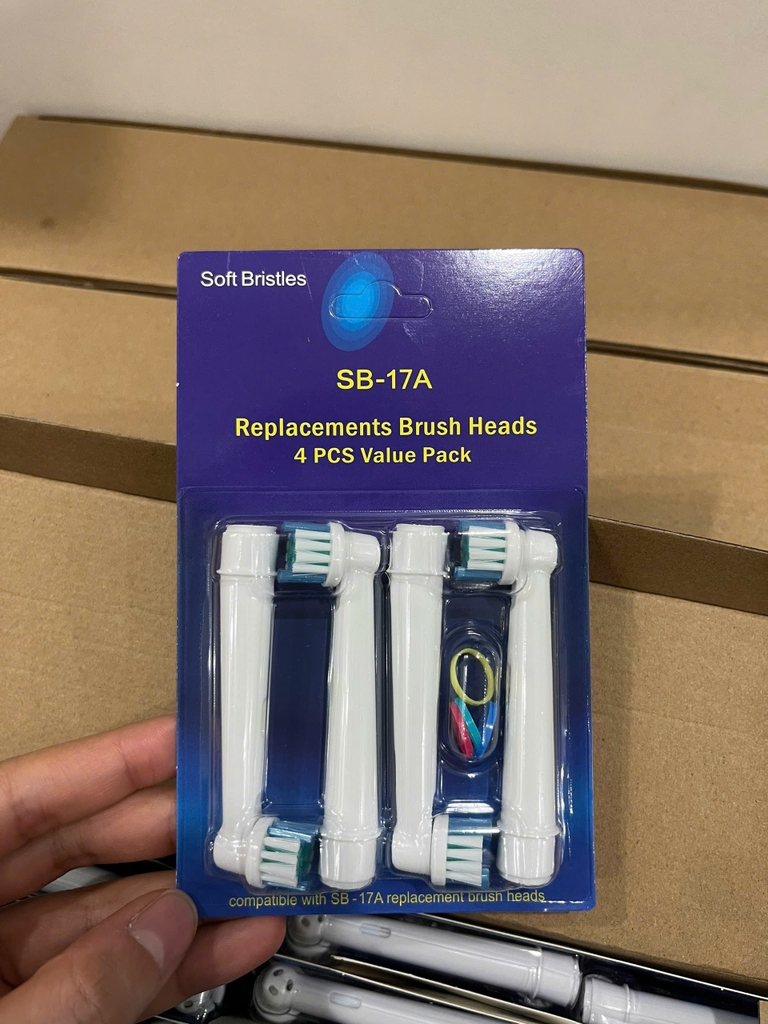 Soft Bristles
SB-17A
Replacements Brush Heads
4 PCS Value Pack
compatible with SB -17A replacement brush heads